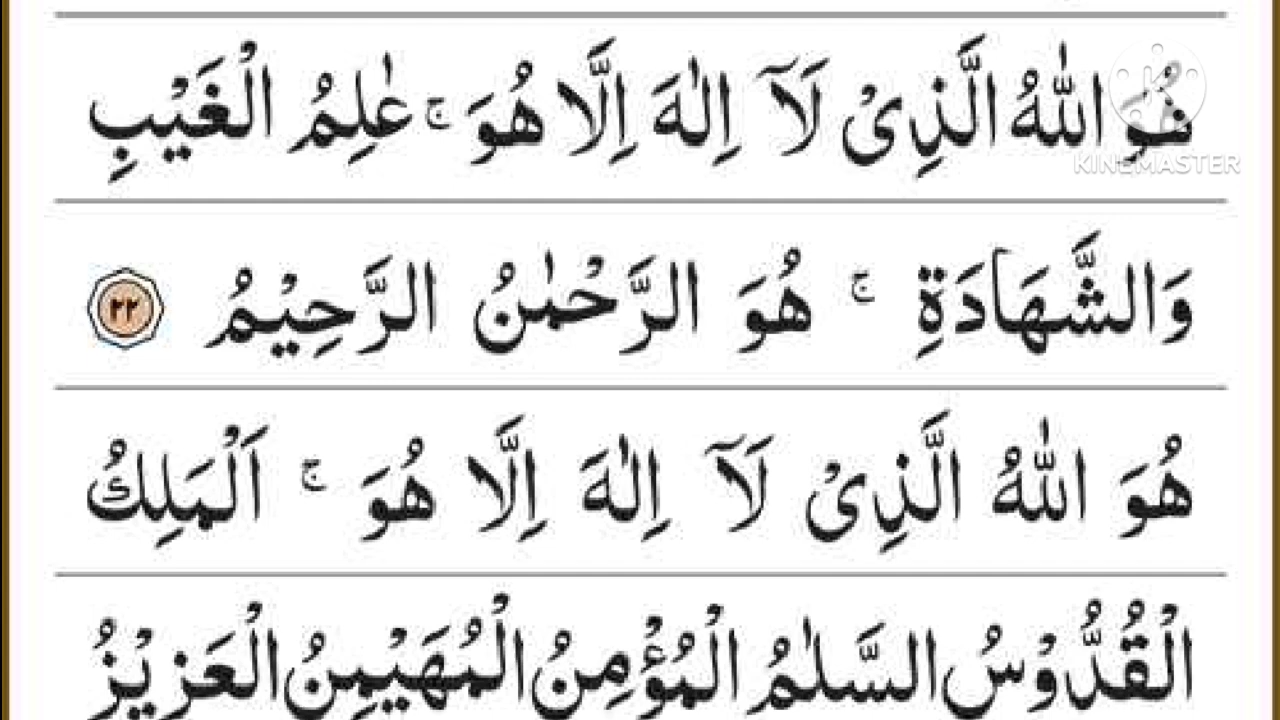 هُوَ اللّٰهُ الَّذِیْ لَاۤ اِلٰهَ اِلَّا هُوَ ۚ عٰلِمُ الْغَیْبِ
KINEMASTER
وَالشَّهَادَةِ ۚ هُوَ الرَّحْمٰنُ الرَّحِیْمُ ﴿٢٢﴾
هُوَ اللّٰهُ الَّذِیْ لَاۤ اِلٰهَ اِلَّا هُوَ ۚ اَلْمَلِكُ
الْقُدُّوْسُ السَّلٰمُ الْمُؤْمِنُ الْمُهَیْمِنُ الْعَزِیْزُ